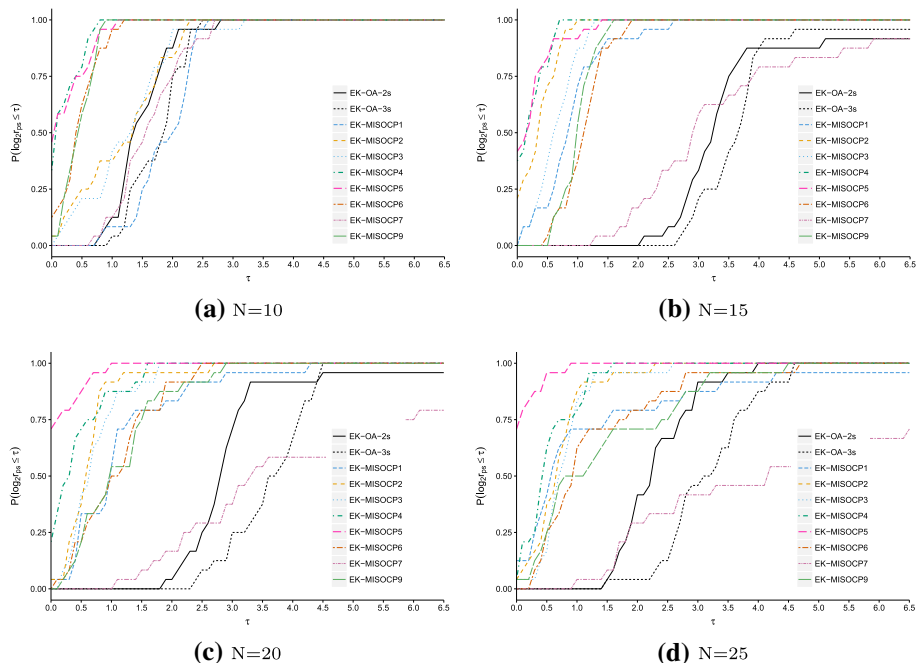 P(log₂rₚₛ ≤ τ)
1.00
0.75
0.50
0.25
0.00
EK−OA−2s
EK−OA−3s
EK−MISOCP1
EK−MISOCP2
EK−MISOCP3
EK−MISOCP4
EK−MISOCP5
EK−MISOCP6
EK−MISOCP7
EK−MISOCP9
0.0 0.5 1.0 1.5 2.0 2.5 3.0 3.5 4.0 4.5 5.0 5.5 6.0 6.5
τ
(a) N=10
P(log₂rₚₛ ≤ τ)
1.00
0.75
0.50
0.25
0.00
EK−OA−2s
EK−OA−3s
EK−MISOCP1
EK−MISOCP2
EK−MISOCP3
EK−MISOCP4
EK−MISOCP5
EK−MISOCP6
EK−MISOCP7
EK−MISOCP9
0.0 0.5 1.0 1.5 2.0 2.5 3.0 3.5 4.0 4.5 5.0 5.5 6.0 6.5
τ
(b) N=15
P(log₂rₚₛ ≤ τ)
1.00
0.75
0.50
0.25
0.00
EK−OA−2s
EK−OA−3s
EK−MISOCP1
EK−MISOCP2
EK−MISOCP3
EK−MISOCP4
EK−MISOCP5
EK−MISOCP6
EK−MISOCP7
EK−MISOCP9
0.0 0.5 1.0 1.5 2.0 2.5 3.0 3.5 4.0 4.5 5.0 5.5 6.0 6.5
τ
(c) N=20
P(log₂rₚₛ ≤ τ)
1.00
0.75
0.50
0.25
0.00
EK−OA−2s
EK−OA−3s
EK−MISOCP1
EK−MISOCP2
EK−MISOCP3
EK−MISOCP4
EK−MISOCP5
EK−MISOCP6
EK−MISOCP7
EK−MISOCP9
0.0 0.5 1.0 1.5 2.0 2.5 3.0 3.5 4.0 4.5 5.0 5.5 6.0 6.5
τ
(d) N=25